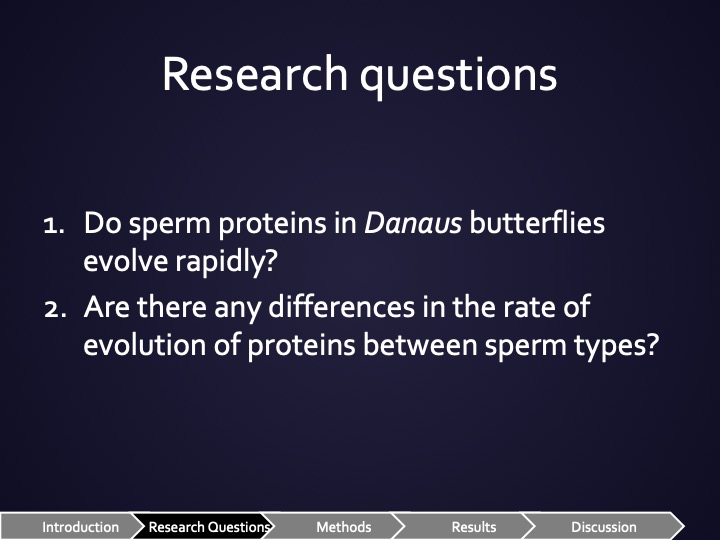 Research questions
1. Do sperm proteins in Danaus butterflies
evolve rapidly?
2. Are there any differences in the rate of
evolution of proteins between sperm types?
Introduction
Research Questions
Methods
Results
Discussion